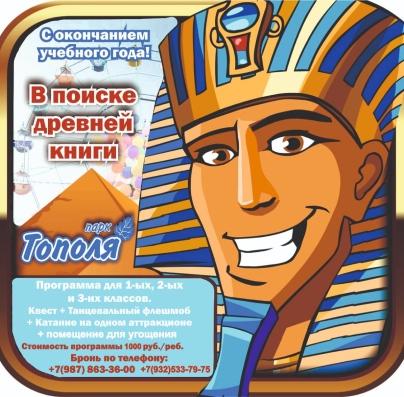 С окончанием
учебного года!
В поиске
древней
книги
парк
Тополя
Программа для 1-ых, 2-ых
и 3-их классов.
Квест + Танцевальный флешмоб
+ Катание на одном аттракционе
+ помещение для угощения
Стоимость программы 1000 руб./реб.
Бронь по телефону:
+7(987) 863-36-00 +7(932)533-79-75